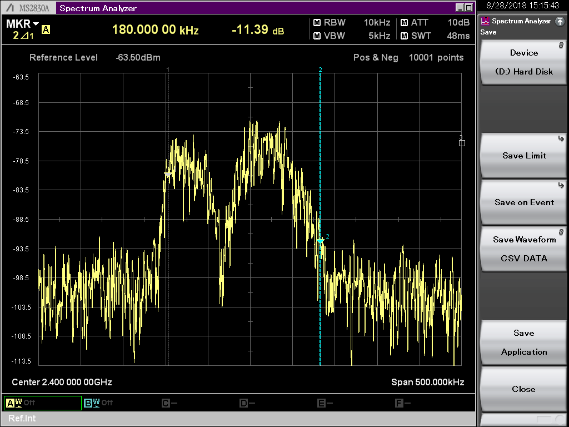 MS2830A Spectrum Analyzer
9/28/2018 15:15:43
MKR
2⊿1 A
180.000 00 kHz
-11.39 dB
RBW 10kHz
VBW 5kHz
ATT 10dB
SWT 48ms
Reference Level -63.50dBm
Pos & Neg 10001 points
-63.5
-68.5
-73.5
-78.5
-83.5
-88.5
-93.5
-98.5
-103.5
-108.5
-113.5
1
2
2
Center 2.400 000 00GHz
Span 500.000kHz
A W Off
B W Off
C—
D—
E—
F—
Ref.Int
Spectrum Analyzer
Save
Device
(D:) Hard Disk
Save Limit
Save on Event
Save Waveform
CSV DATA
Save
Application
Close